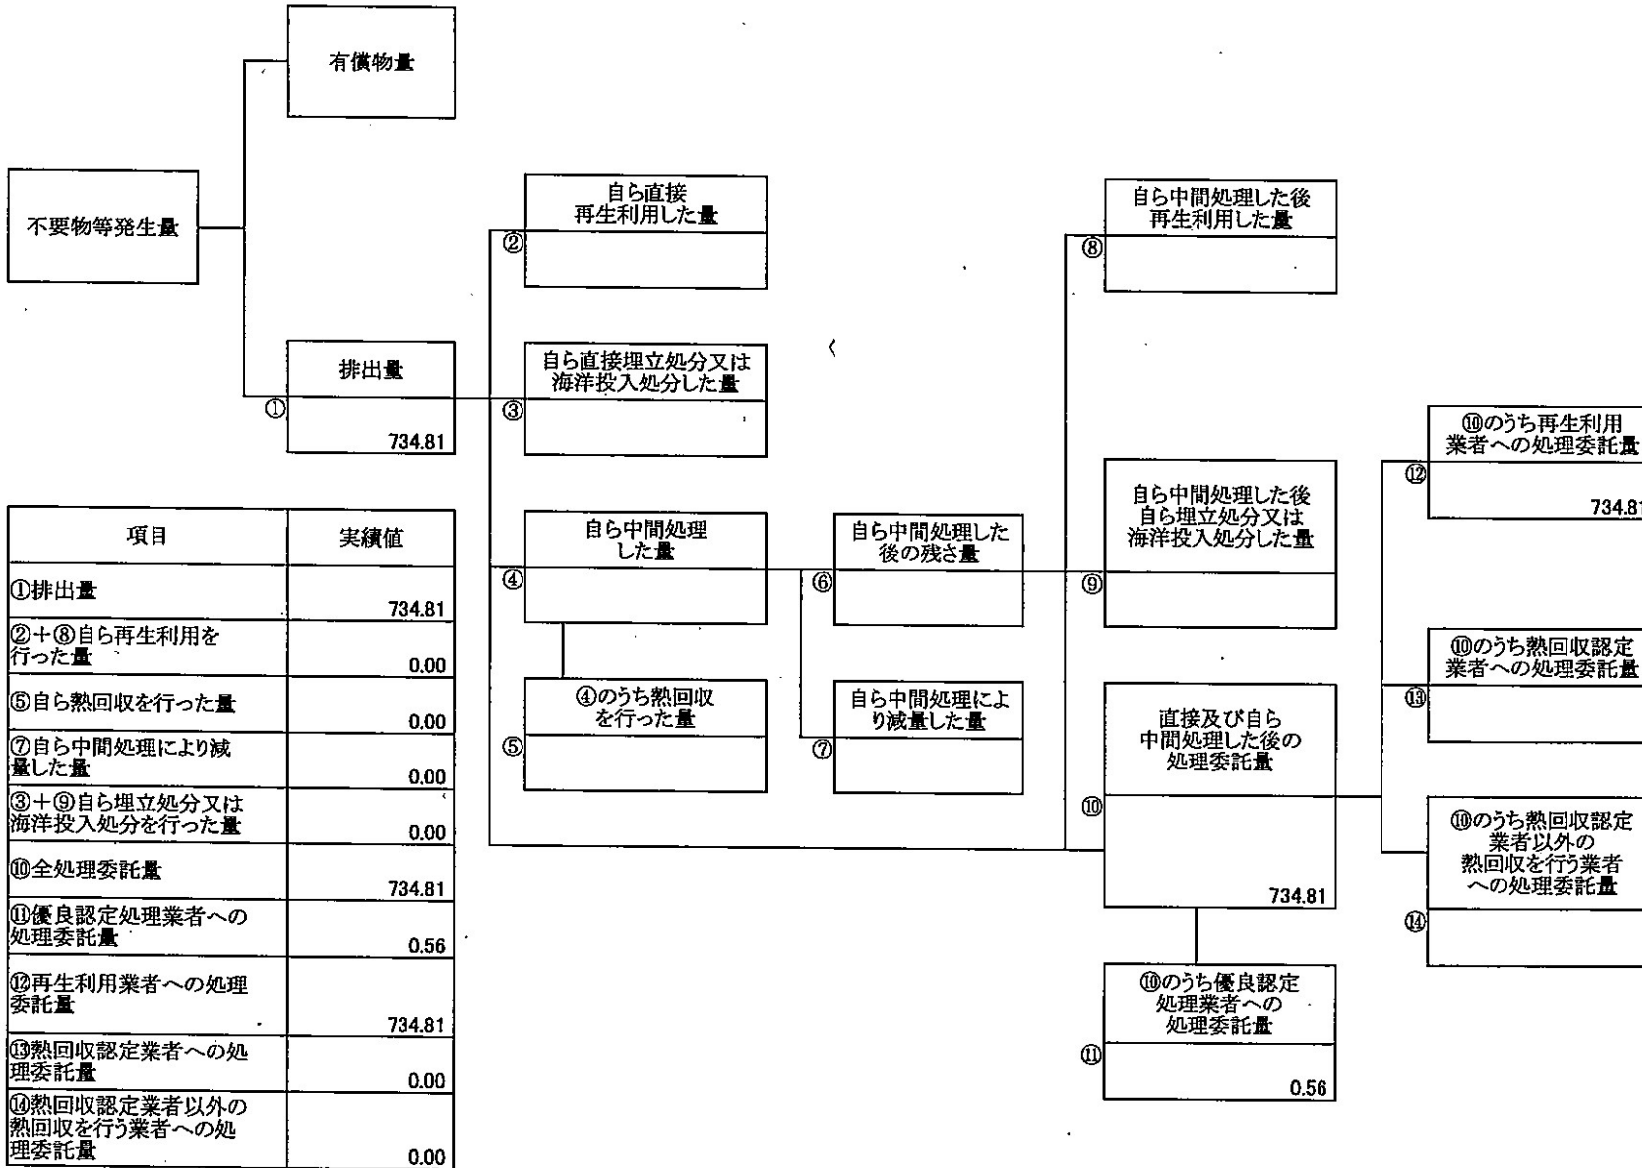 有償物量
不要物等発生量
排出量
①
734.81
自ら直接
再生利用した量
②
自ら直接埋立処分又は
海洋投入処分した量
③
自ら中間処理
した量
④
④のうち熱回収
を行った量
⑤
自ら中間処理した
後の残さ量
⑥
自ら中間処理によ
り減量した量
⑦
自ら中間処理した後
再生利用した量
⑧
自ら中間処理した後
自ら埋立処分又は
海洋投入処分した量
⑨
直接及び自ら
中間処理した後の
処理委託量
⑩
734.81
⑩のうち優良認定
処理業者への
処理委託量
⑪
0.56
⑩のうち再生利用
業者への処理委託量
⑫
734.81
⑩のうち熱回収認定
業者への処理委託量
⑬
⑩のうち熱回収認定
業者以外の
熱回収を行う業者
への処理委託量
⑭
項目 実績値
①排出量
734.81
②+⑧自ら再生利用を
行った量
0.00
⑤自ら熱回収を行った量
0.00
⑦自ら中間処理により減
量した量
0.00
③+⑨自ら埋立処分又は
海洋投入処分を行った量
0.00
⑩全処理委託量
734.81
⑪優良認定処理業者への
処理委託量
0.56
⑫再生利用業者への処理
委託量
734.81
⑬熱回収認定業者への処
理委託量
0.00
⑭熱回収認定業者以外の
熱回収を行う業者への処
理委託量
0.00